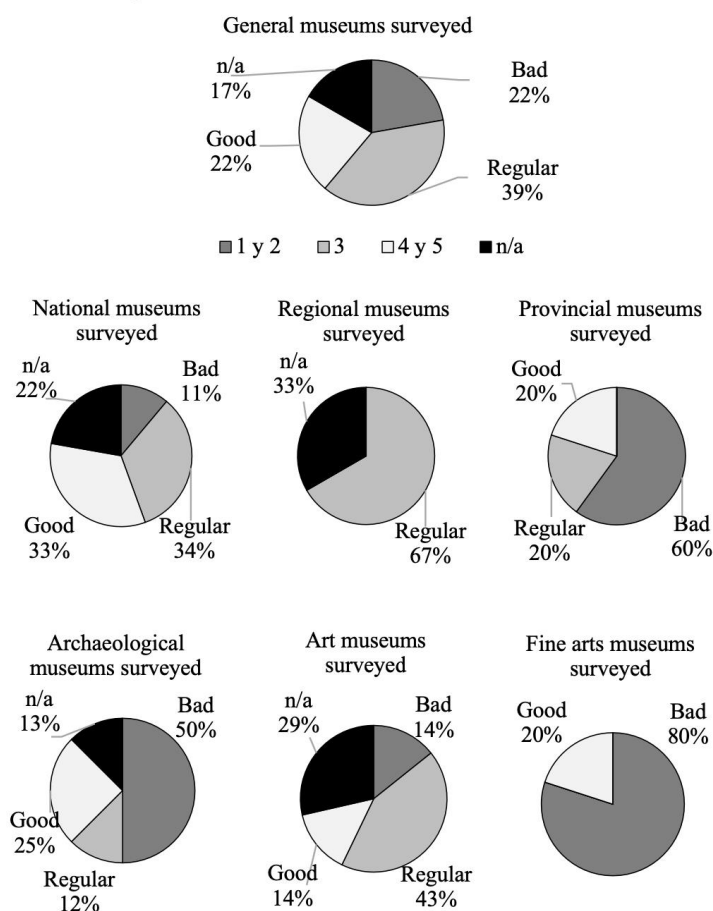 General museums surveyed
n/a
17%
Bad
22%
Good
22%
Regular
39%
1 y 2 3 4 y 5 n/a
National museums
surveyed
n/a
22%
Bad
11%
Good
33%
Regular
34%
Regional museums
surveyed
n/a
33%
Regular
67%
Provincial museums
surveyed
Good
20%
Regular
20%
Bad
60%
Archaeological
museums surveyed
n/a
13%
Bad
50%
Good
25%
Regular
12%
Art museums
surveyed
n/a
29%
Bad
14%
Good
14%
Regular
43%
Fine arts museums
surveyed
Good
20%
Bad
80%